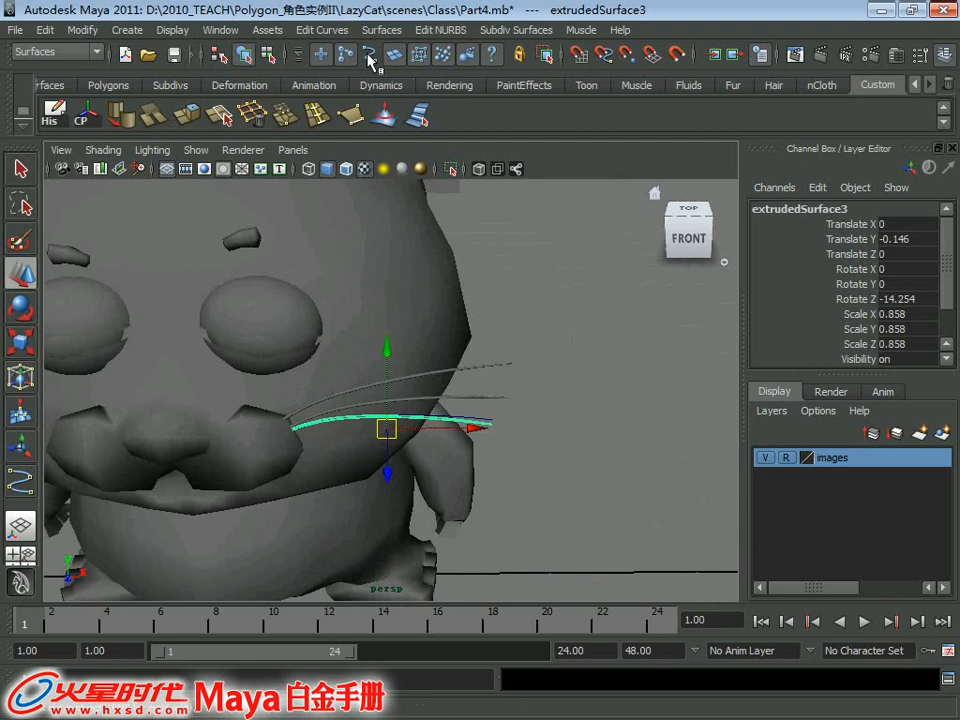 Autodesk Maya 2011: D:\2010_TEACH\Polygon_角色实例II\LazyCat\scenes\Class\Part4.mb* --- extrudedSurface3
File Edit Modify Create Display Window Assets Edit Curves Surfaces Edit NURBS Subdiv Surfaces Muscle Help
Surfaces
rfaces Polygons Subdivs Deformation Animation Dynamics Rendering PaintEffects Toon Muscle Fluids Fur Hair nCloth Custom
His CP
View Shading Lighting Show Renderer Panels
Channel Box / Layer Editor
Channels Edit Object Show
extrudedSurface3
Translate X 0
Translate Y -0.146
Translate Z 0
Rotate X 0
Rotate Y 0
Rotate Z -14.254
Scale X 0.858
Scale Y 0.858
Scale Z 0.858
Visibility on
TOP
FRONT
Display Render Anim
Layers Options Help
V R images
y
x
z
persp
2 4 6 8 10 12 14 16 18 20 22 24
1
1.00
1.00 1.00 1 24 24.00 48.00 No Anim Layer No Character Set
火星时代
www.hxsd.com
Maya白金手册